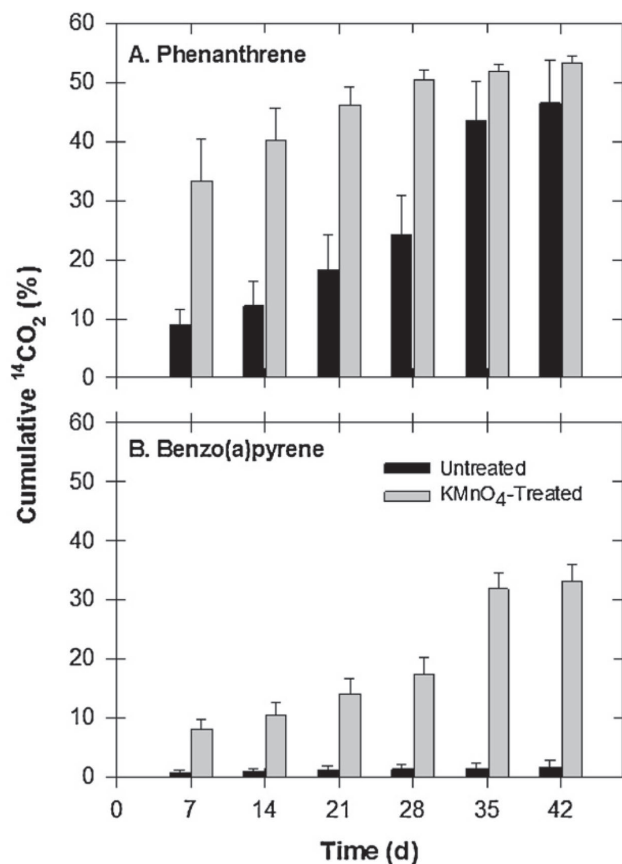 60
A. Phenanthrene
50
40
30
20
10
0
60
B. Benzo(a)pyrene
50
Untreated
KMnO₄-Treated
40
30
20
10
0
0 7 14 21 28 35 42
Time (d)
Cumulative ¹⁴CO₂ (%)